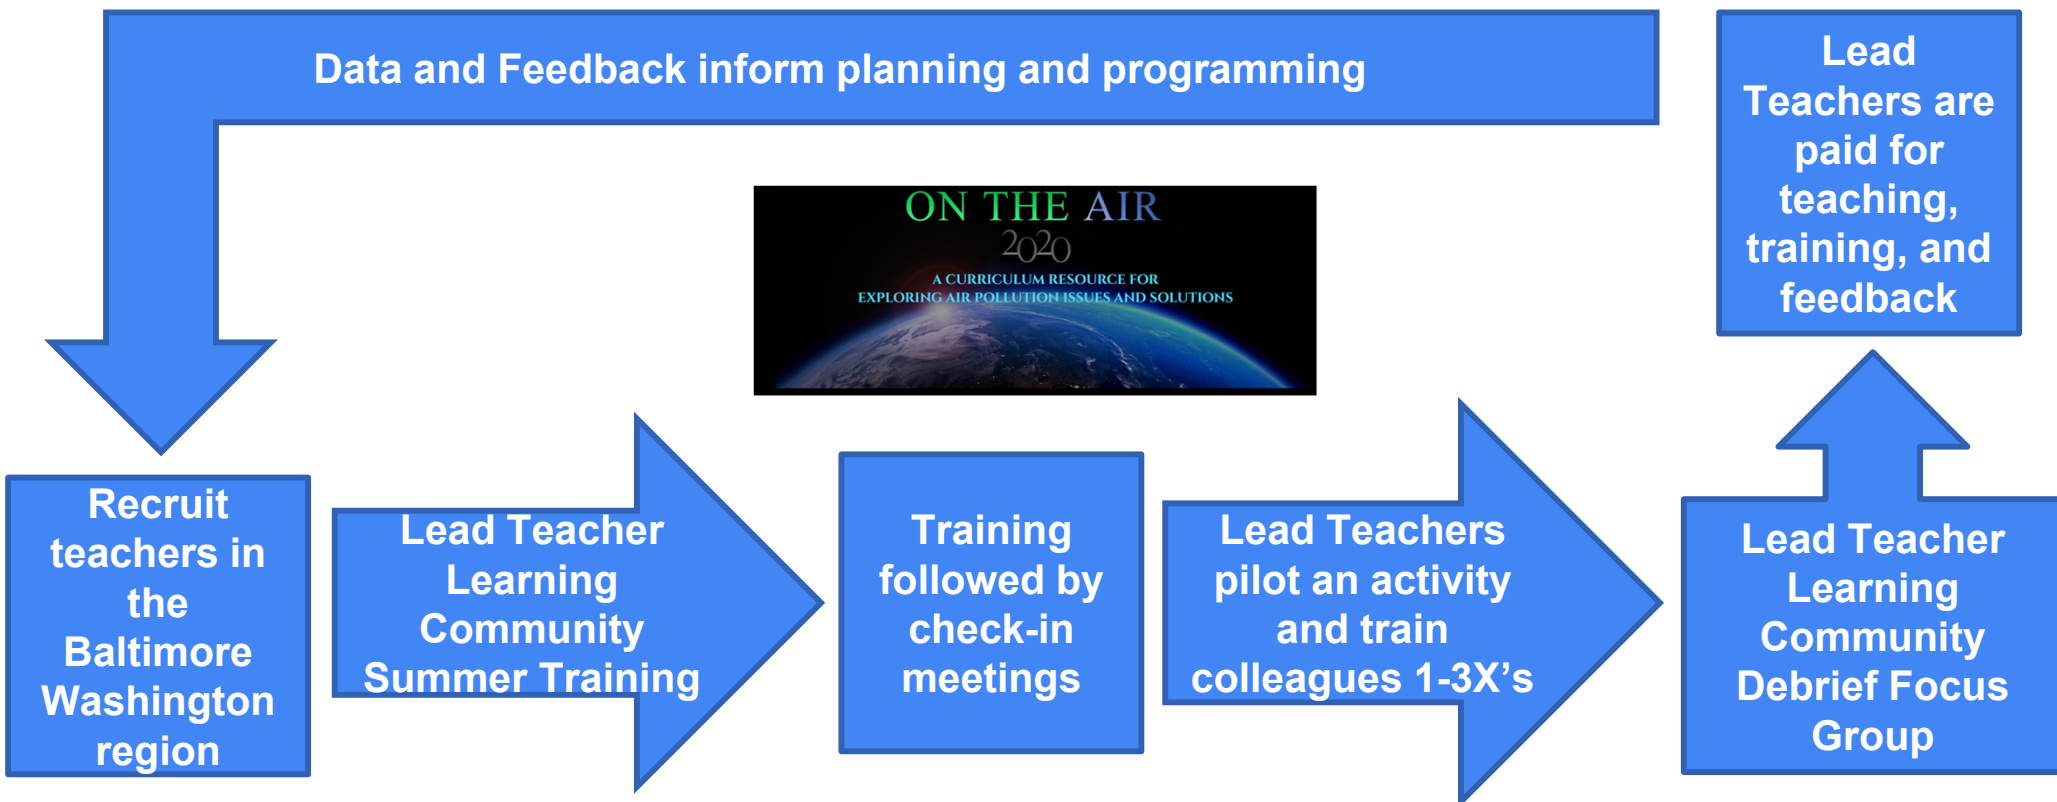 Data and Feedback inform planning and programming
Lead
Teachers are
paid for
teaching,
training, and
feedback
ON THE AIR
2020
A CURRICULUM RESOURCE FOR
EXPLORING AIR POLLUTION ISSUES AND SOLUTIONS
Recruit
teachers in
the
Baltimore
Washington
region
Lead Teacher
Learning
Community
Summer Training
Training
followed by
check-in
meetings
Lead Teachers
pilot an activity
and train
colleagues 1-3X’s
Lead Teacher
Learning
Community
Debrief Focus
Group